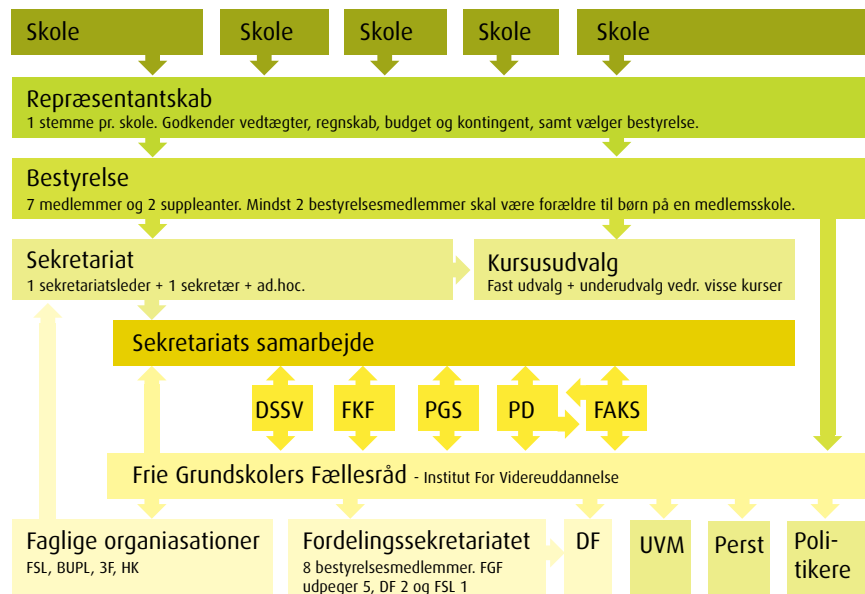 Skole
Skole
Skole
Skole
Skole
Repræsentantskab
1 stemme pr. skole. Godkender vedtægter, regnskab, budget og kontingent, samt vælger bestyrelse.
Bestyrelse
7 medlemmer og 2 suppleanter. Mindst 2 bestyrelsesmedlemmer skal være forældre til børn på en medlemsskole.
Sekretariat
1 sekretariatsleder + 1 sekretær + ad.hoc.
Kursusudvalg
Fast udvalg + underudvalg vedr. visse kurser
Sekretariats samarbejde
DSSV
FKF
PGS
PD
FAKS
Frie Grundskolers Fællesråd - Institut For Videreuddannelse
Faglige organiasationer
FSL, BUPL, 3F, HK
Fordelingssekretariatet
8 bestyrelsesmedlemmer. FGF
udpeger 5, DF 2 og FSL 1
DF
UVM
Perst
Poli-
tikere